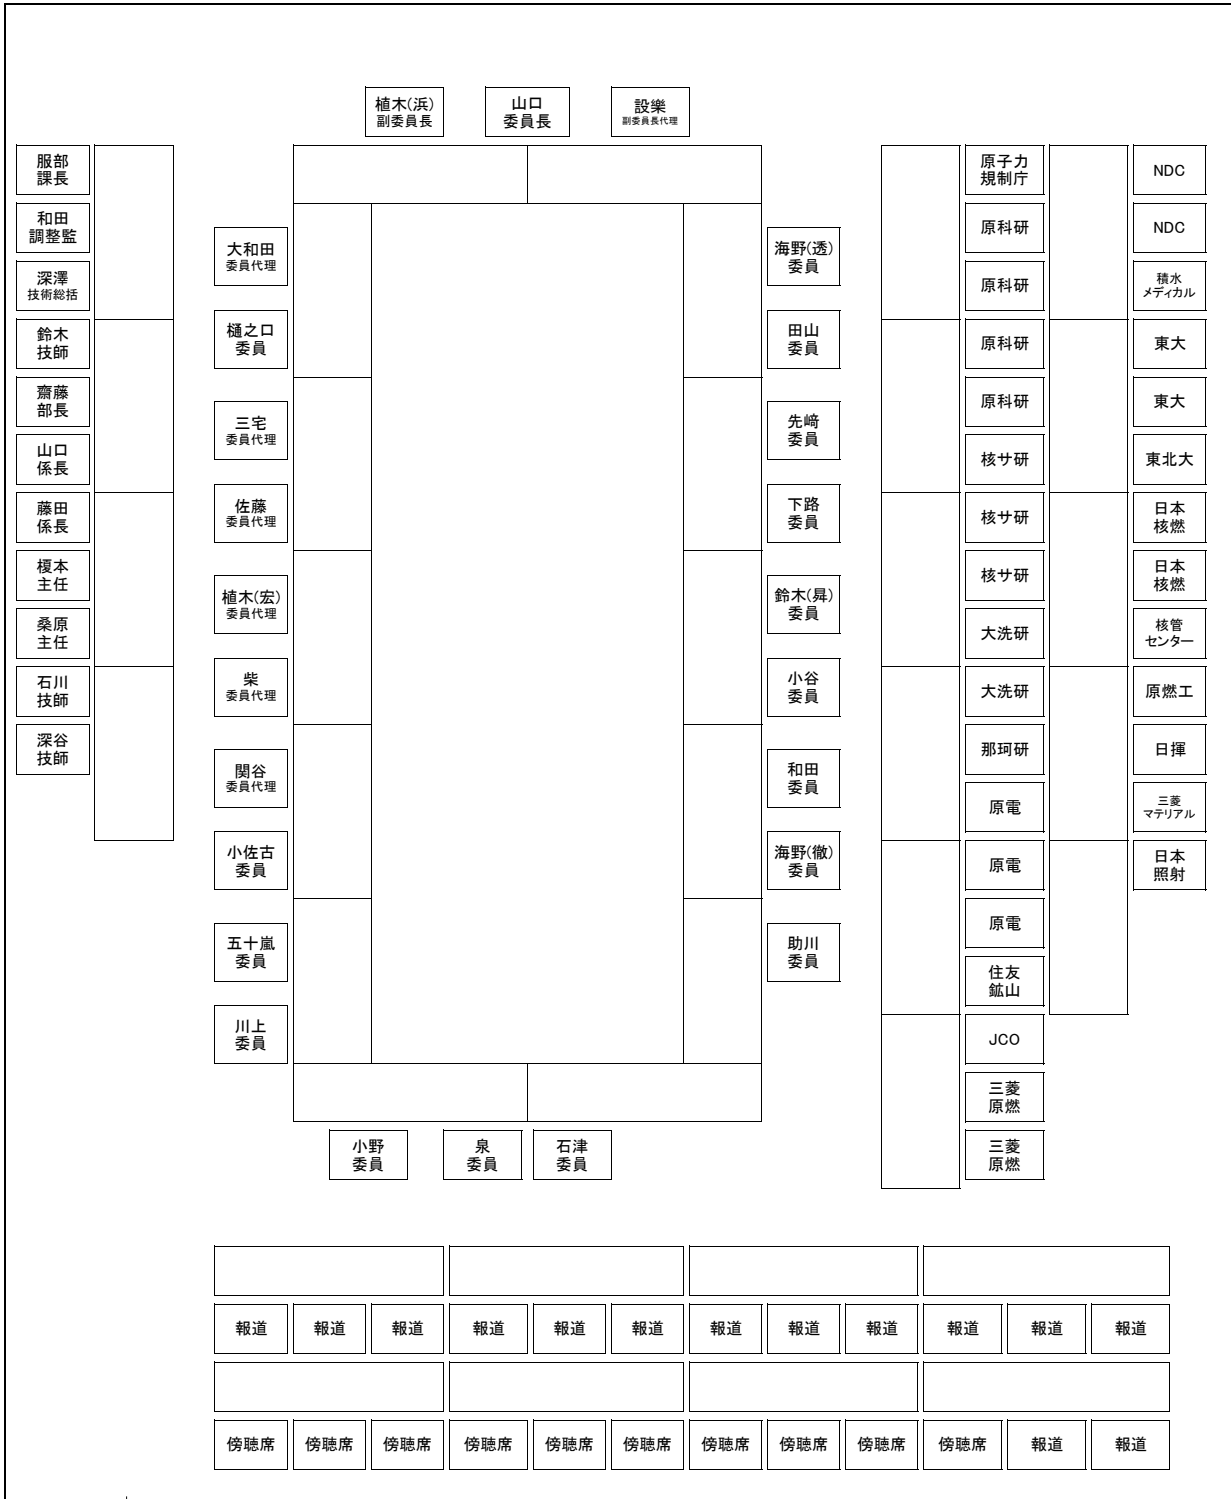 植木(浜)
副委員長
山口
委員長
設樂
副委員長代理
服部
課長
和田
調整監
深澤
技術総括
鈴木
技師
齋藤
部長
山口
係長
藤田
係長
榎本
主任
桑原
主任
石川
技師
深谷
技師
大和田
委員代理
樋之口
委員
三宅
委員代理
佐藤
委員代理
植木(宏)
委員代理
柴
委員代理
関谷
委員代理
小佐古
委員
五十嵐
委員
川上
委員
海野(透)
委員
田山
委員
先﨑
委員
下路
委員
鈴木(曻)
委員
小谷
委員
和田
委員
海野(徹)
委員
助川
委員
小野
委員
泉
委員
石津
委員
原子力
規制庁
原科研
原科研
原科研
原科研
核サ研
核サ研
核サ研
大洗研
大洗研
那珂研
原電
原電
原電
住友
鉱山
JCO
三菱
原燃
三菱
原燃
NDC
NDC
積水
メディカル
東大
東大
東北大
日本
核燃
日本
核燃
核管
センター
原燃工
日揮
三菱
マテリアル
日本
照射
報道 報道 報道 報道 報道 報道 報道 報道 報道 報道 報道 報道
傍聴席 傍聴席 傍聴席 傍聴席 傍聴席 傍聴席 傍聴席 傍聴席 傍聴席 傍聴席 報道 報道